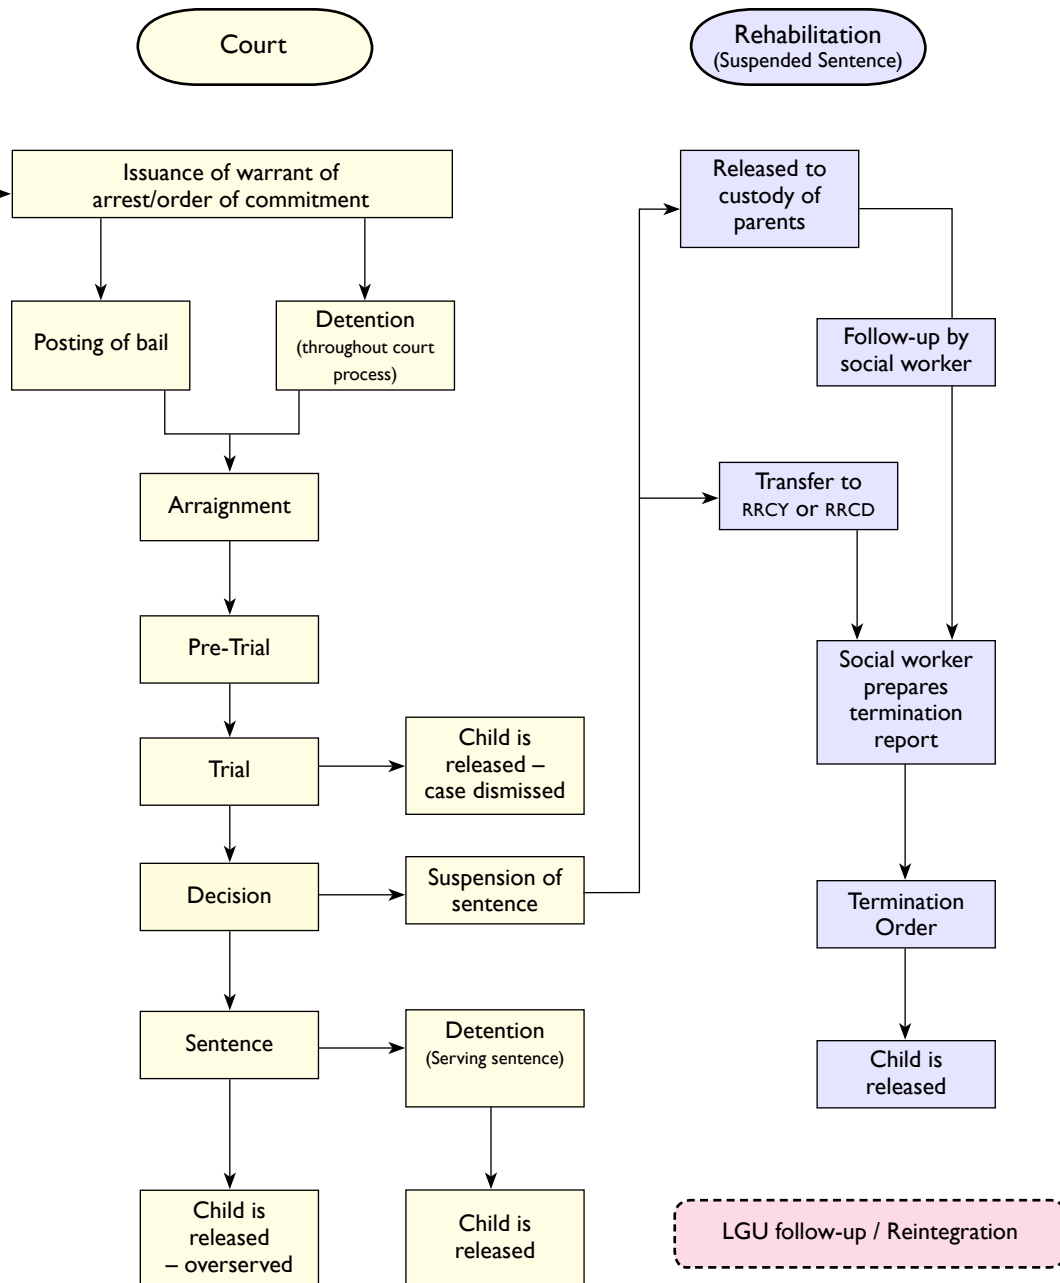 Court
Rehabilitation
(Suspended Sentence)
Issuance of warrant of
arrest/order of commitment
Posting of bail
Detention
(throughout court
process)
Arraignment
Pre-Trial
Trial
Child is
released –
case dismissed
Decision
Suspension of
sentence
Sentence
Detention
(Serving sentence)
Child is
released
– overserved
Child is
released
Released to
custody of
parents
Follow-up by
social worker
Transfer to
RRCY or RRCD
Social worker
prepares
termination
report
Termination
Order
Child is
released
LGU follow-up / Reintegration